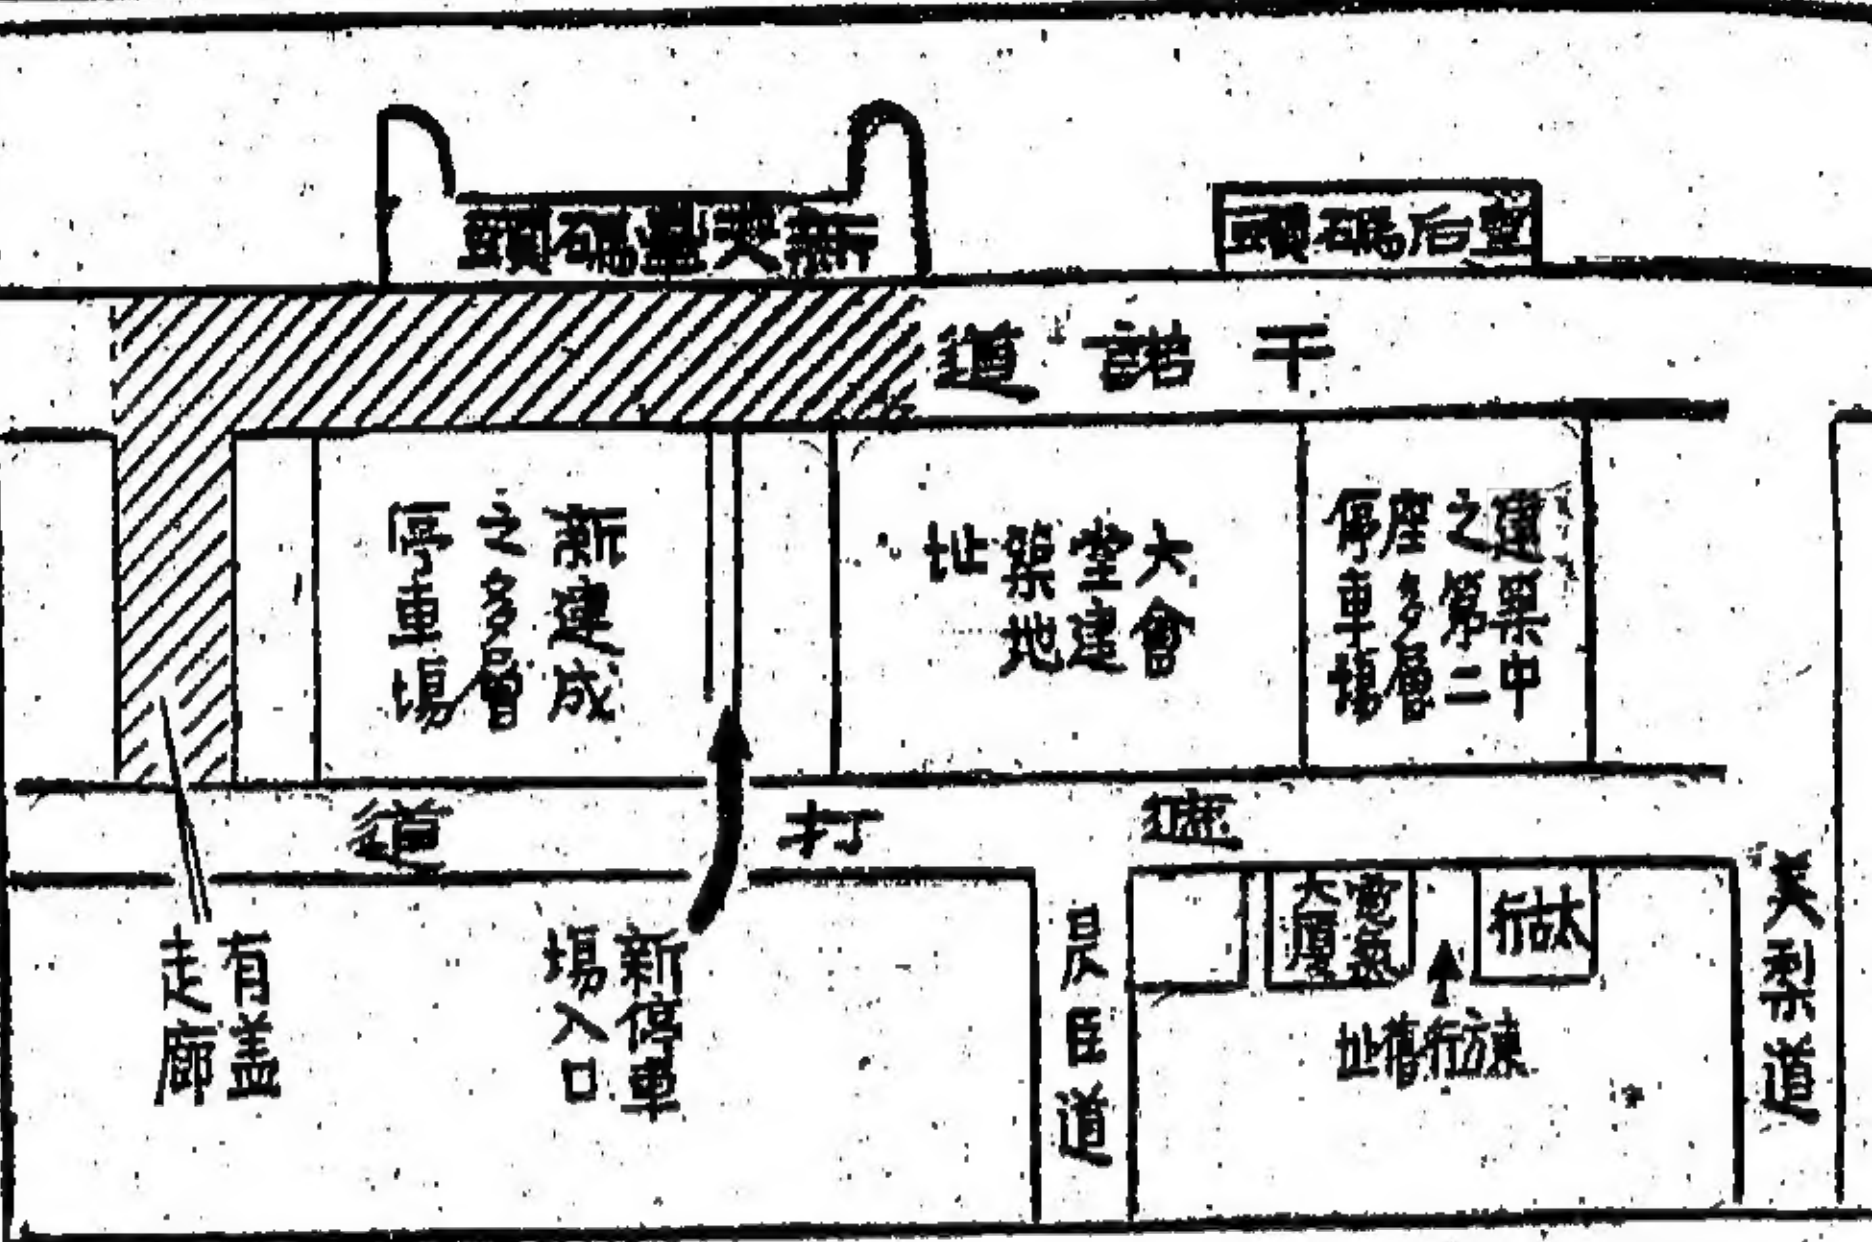 新天星碼頭
皇后碼頭
干諾道
新建成
之多層
停車場
大會
堂建
築地
址
建築中
之第二
座多層
停車場
遮打道
美利道
昃臣道
太古行
大廈
東方行舊址
新停車
場入口
有蓋
走廊